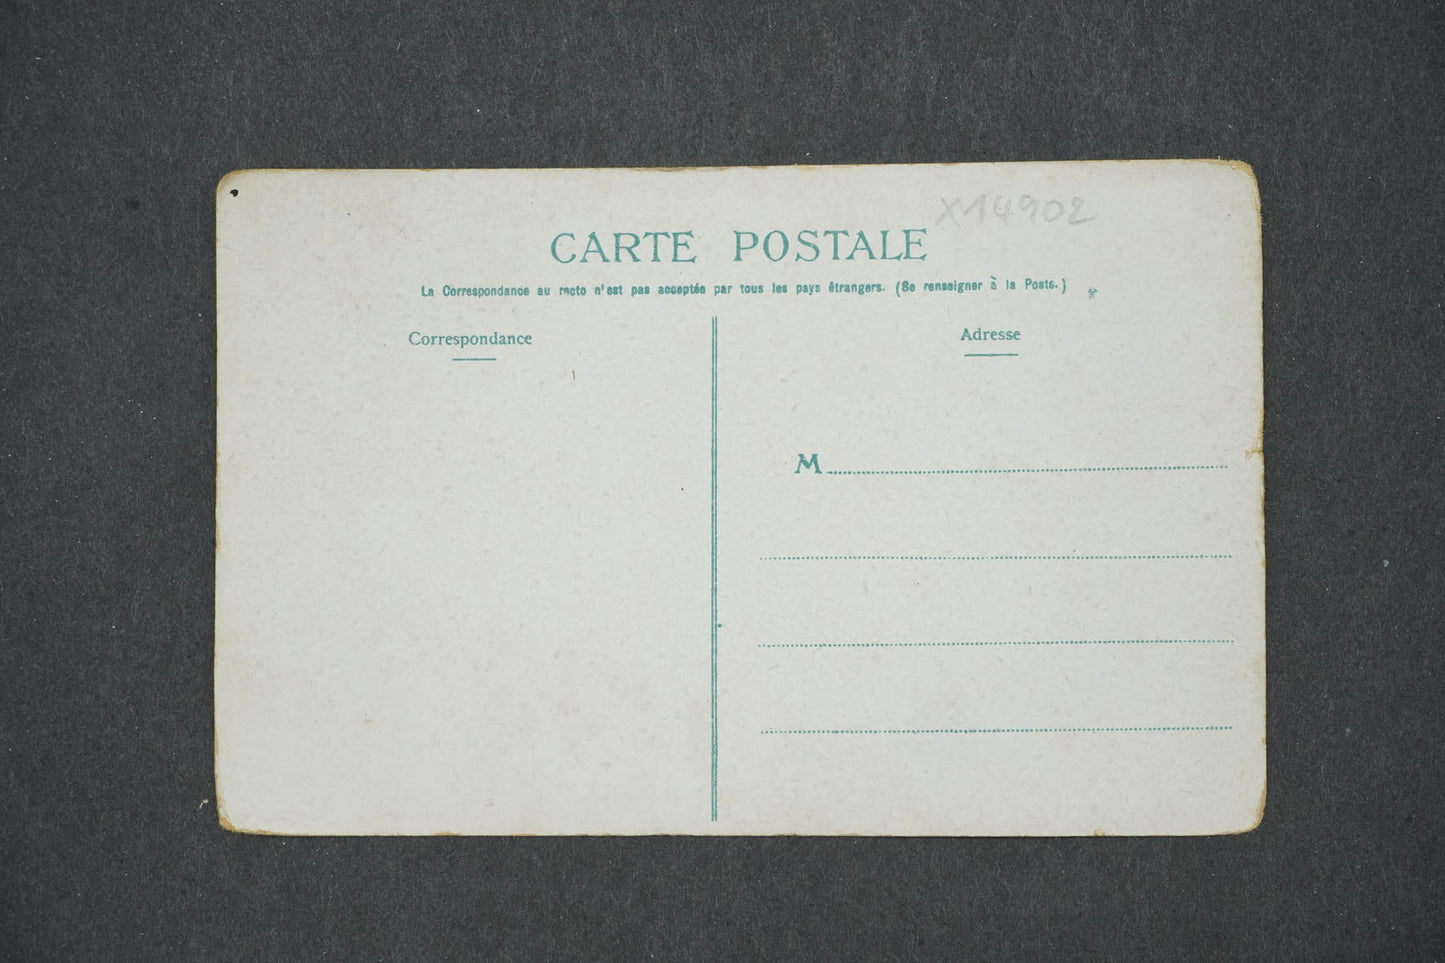 X14902
CARTE POSTALE
La Correspondance au recto n'est pas acceptée par tous les pays étrangers. (Se renseigner à la Poste.)
Correspondance
Adresse
M